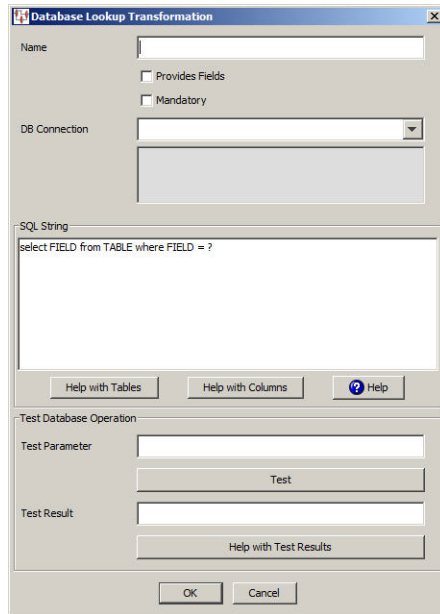 Database Lookup Transformation
Name
Provides Fields
Mandatory
DB Connection
SQL String
select FIELD from TABLE where FIELD = ?
Help with Tables Help with Columns Help
Test Database Operation
Test Parameter
Test
Test Result
Help with Test Results
OK Cancel